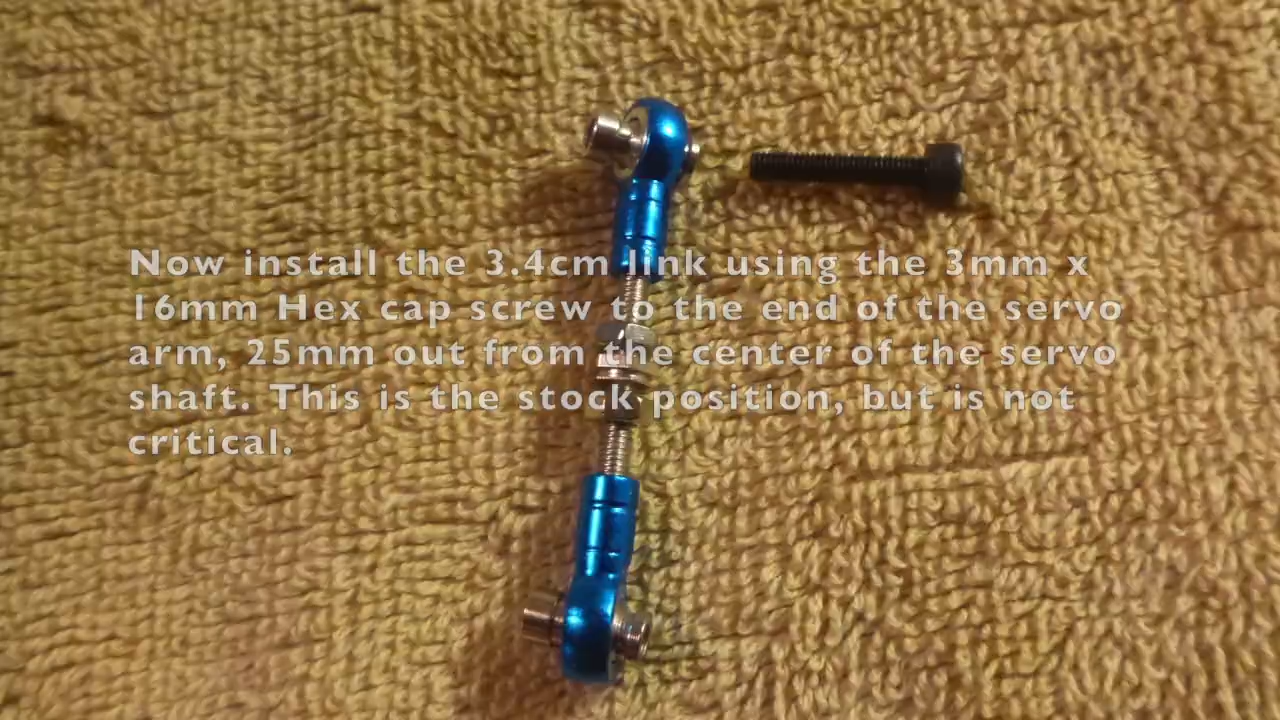 Now install the 3.4cm link using the 3mm x
16mm Hex cap screw to the end of the servo
arm, 25mm out from the center of the servo
shaft. This is the stock position, but is not
critical.